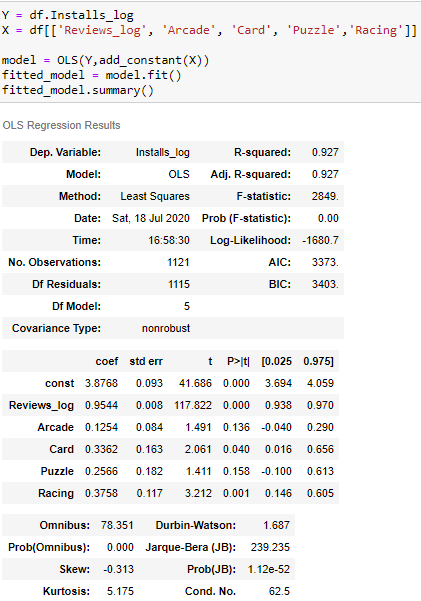 Y = df.Installs_log
X = df[['Reviews_log', 'Arcade', 'Card', 'Puzzle','Racing']]
model = OLS(Y,add_constant(X))
fitted_model = model.fit()
fitted_model.summary()
OLS Regression Results
Dep. Variable: Installs_log R-squared: 0.927
Model: OLS Adj. R-squared: 0.927
Method: Least Squares F-statistic: 2849.
Date: Sat, 18 Jul 2020 Prob (F-statistic): 0.00
Time: 16:58:30 Log-Likelihood: -1680.7
No. Observations: 1121 AIC: 3373.
Df Residuals: 1115 BIC: 3403.
Df Model: 5
Covariance Type: nonrobust
coef std err t P>|t| [0.025 0.975]
const 3.8768 0.093 41.686 0.000 3.694 4.059
Reviews_log 0.9544 0.008 117.822 0.000 0.938 0.970
Arcade 0.1254 0.084 1.491 0.136 -0.040 0.290
Card 0.3362 0.163 2.061 0.040 0.016 0.656
Puzzle 0.2566 0.182 1.411 0.158 -0.100 0.613
Racing 0.3758 0.117 3.212 0.001 0.146 0.605
Omnibus: 78.351 Durbin-Watson: 1.687
Prob(Omnibus): 0.000 Jarque-Bera (JB): 239.235
Skew: -0.313 Prob(JB): 1.12e-52
Kurtosis: 5.175 Cond. No. 62.5